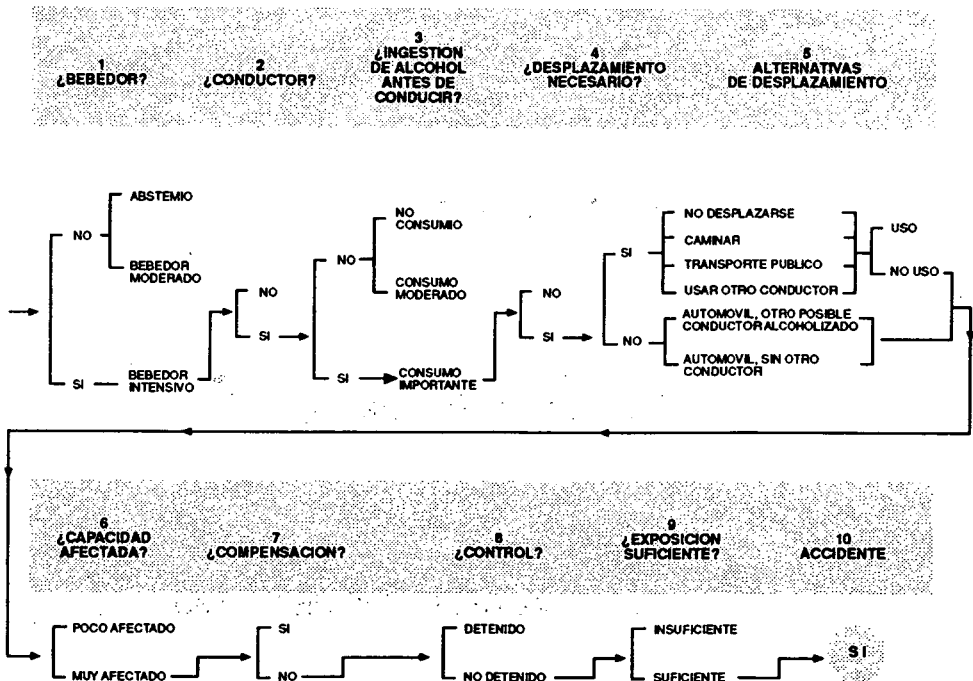 1
¿BEBEDOR?
2
¿CONDUCTOR?
3
¿INGESTION
DE ALCOHOL
ANTES DE
CONDUCIR?
4
¿DESPLAZAMIENTO
NECESARIO?
5
ALTERNATIVAS
DE DESPLAZAMIENTO
NO
ABSTEMIO
BEBEDOR
MODERADO
SI
BEBEDOR
INTENSIVO
NO
SI
NO
NO
CONSUMIO
CONSUMO
MODERADO
SI
CONSUMO
IMPORTANTE
NO
SI
SI
NO DESPLAZARSE
CAMINAR
TRANSPORTE PUBLICO
USAR OTRO CONDUCTOR
USO
NO USO
NO
AUTOMOVIL, OTRO POSIBLE
CONDUCTOR ALCOHOLIZADO
AUTOMOVIL, SIN OTRO
CONDUCTOR
6
¿CAPACIDAD
AFECTADA?
7
¿COMPENSACION?
8
¿CONTROL?
9
¿EXPOSICION
SUFICIENTE?
10
ACCIDENTE
POCO AFECTADO
MUY AFECTADO
SI
NO
DETENIDO
NO DETENIDO
INSUFICIENTE
SUFICIENTE
SI